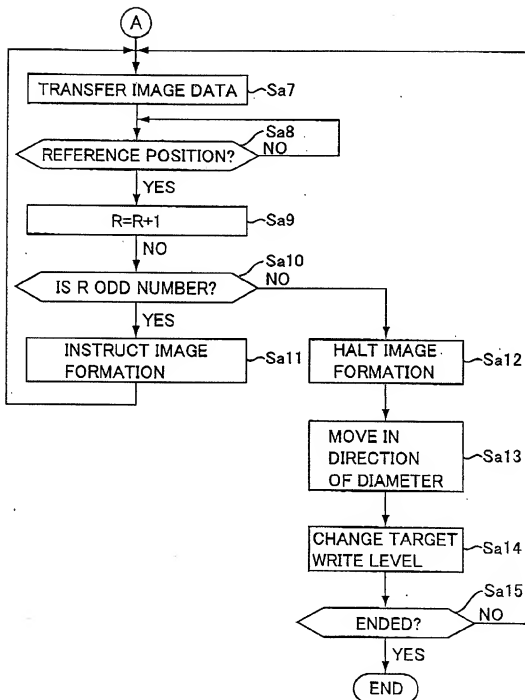 A
TRANSFER IMAGE DATA
Sa7
Sa8
REFERENCE POSITION?
NO
YES
R=R+1
Sa9
NO
Sa10
IS R ODD NUMBER?
NO
YES
INSTRUCT IMAGE
FORMATION
Sa11
HALT IMAGE
FORMATION
Sa12
MOVE IN
DIRECTION
OF DIAMETER
Sa13
CHANGE TARGET
WRITE LEVEL
Sa14
Sa15
ENDED?
NO
YES
END